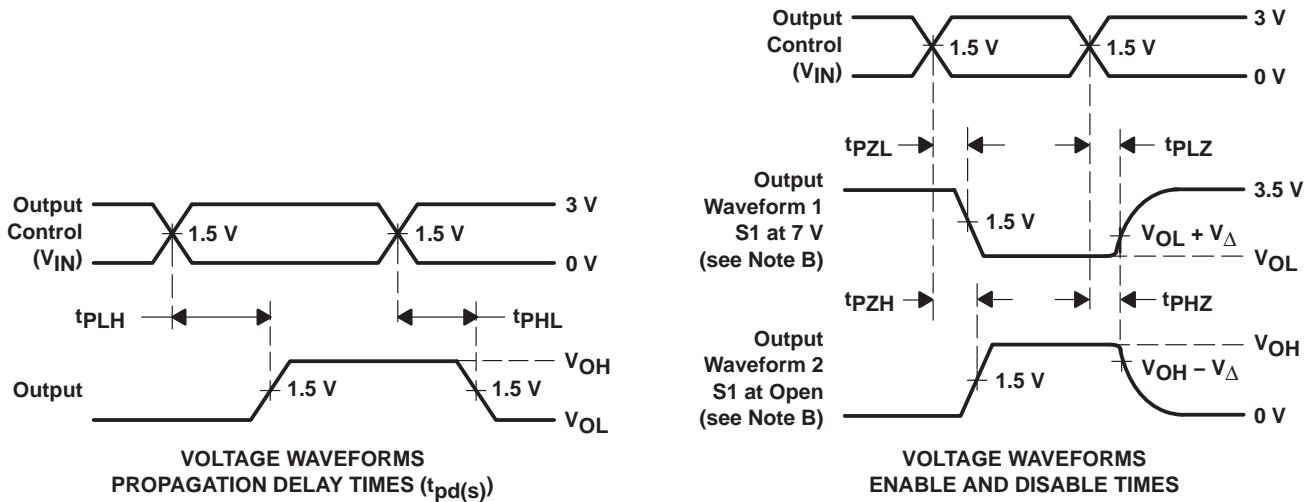 Output
Control
(VIN)
1.5 V
1.5 V
3 V
0 V
tPLH
tPHL
Output
1.5 V
1.5 V
VOH
VOL
VOLTAGE WAVEFORMS
PROPAGATION DELAY TIMES (tpd(s))
Output
Control
(VIN)
1.5 V
1.5 V
3 V
0 V
tPZL
tPLZ
Output
Waveform 1
S1 at 7 V
(see Note B)
1.5 V
3.5 V
VOL + VΔ
VOL
tPZH
tPHZ
Output
Waveform 2
S1 at Open
(see Note B)
1.5 V
VOH
VOH − VΔ
0 V
VOLTAGE WAVEFORMS
ENABLE AND DISABLE TIMES